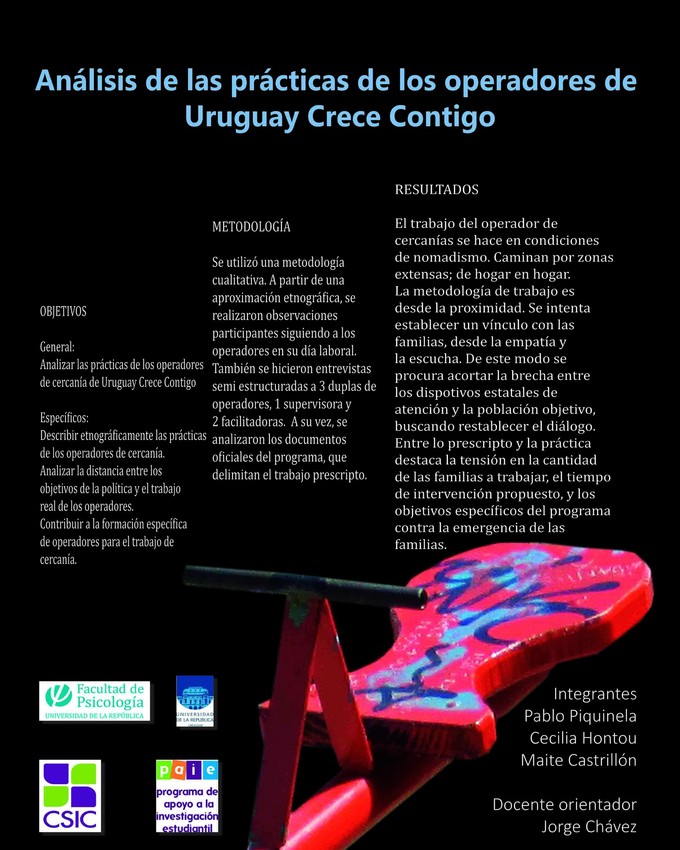 Análisis de las prácticas de los operadores de
Uruguay Crece Contigo
OBJETIVOS
General:
Analizar las prácticas de los operadores
de cercanía de Uruguay Crece Contigo
Específicos:
Describir etnográficamente las prácticas
de los operadores de cercanía.
Analizar la distancia entre los
objetivos de la política y el trabajo
real de los operadores.
Contribuir a la formación específica
de operadores para el trabajo de
cercanía.
METODOLOGÍA
Se utilizó una metodología
cualitativa. A partir de una
aproximación etnográfica, se
realizaron observaciones
participantes siguiendo a los
operadores en su día laboral.
También se hicieron entrevistas
semi estructuradas a 3 duplas de
operadores, 1 supervisora y
2 facilitadoras. A su vez, se
analizaron los documentos
oficiales del programa, que
delimitan el trabajo prescripto.
RESULTADOS
El trabajo del operador de
cercanías se hace en condiciones
de nomadismo. Caminan por zonas
extensas; de hogar en hogar.
La metodología de trabajo es
desde la proximidad. Se intenta
establecer un vínculo con las
familias, desde la empatía y
la escucha. De este modo se
procura acortar la brecha entre
los dispotivos estatales de
atención y la población objetivo,
buscando restablecer el diálogo.
Entre lo prescripto y la práctica
destaca la tensión en la cantidad
de las familias a trabajar, el tiempo
de intervención propuesto, y los
objetivos específicos del programa
contra la emergencia de las
familias.
Facultad de
Psicología
UNIVERSIDAD DE LA REPÚBLICA
UNIVERSIDAD
DE LA REPUBLICA
CSIC
paie
programa de
apoyo a la
investigación
estudiantil
Integrantes
Pablo Piquinela
Cecilia Hontou
Maite Castrillón
Docente orientador
Jorge Chávez